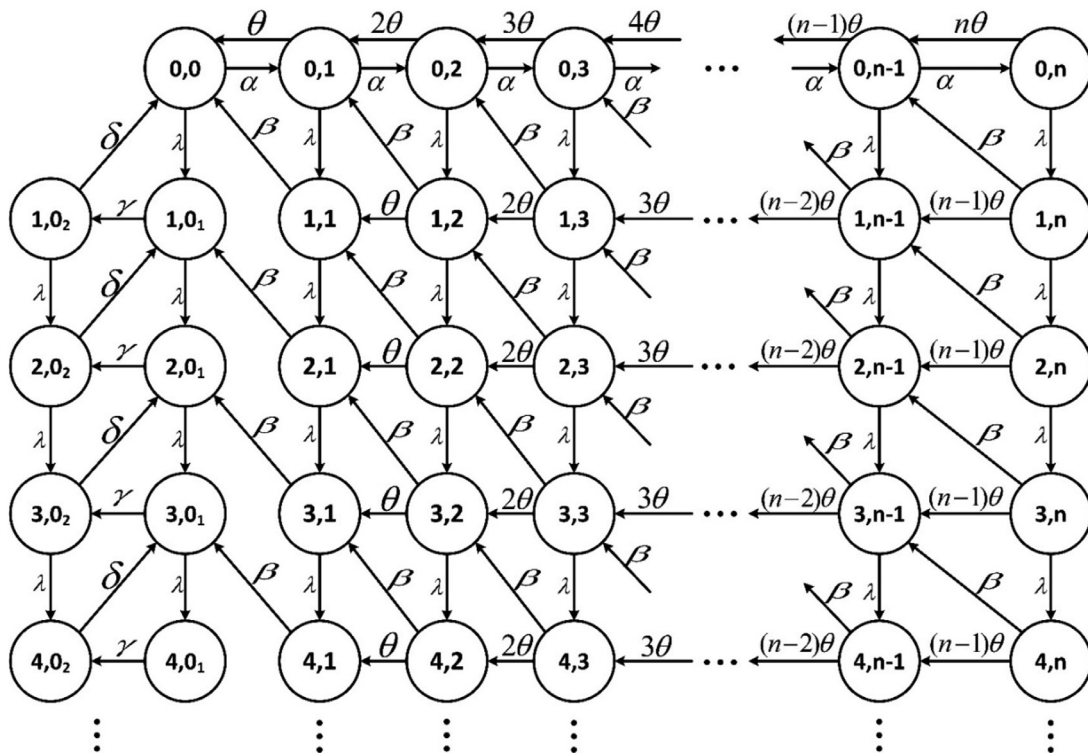 θ 2θ 3θ 4θ (n−1)θ nθ
0,0 0,1 0,2 0,3 ⋯ 0,n-1 0,n
α α α α α α
δ λ β λ β λ β λ β β λ β λ
1,0₂ γ 1,0₁ 1,1 θ 1,2 2θ 1,3 3θ ⋯ (n−2)θ 1,n-1 (n−1)θ 1,n
λ δ λ β λ β λ β λ β β λ β λ
2,0₂ γ 2,0₁ 2,1 θ 2,2 2θ 2,3 3θ ⋯ (n−2)θ 2,n-1 (n−1)θ 2,n
λ δ λ β λ β λ β λ β β λ β λ
3,0₂ γ 3,0₁ 3,1 θ 3,2 2θ 3,3 3θ ⋯ (n−2)θ 3,n-1 (n−1)θ 3,n
λ δ λ β λ β λ β λ β β λ β λ
4,0₂ γ 4,0₁ 4,1 θ 4,2 2θ 4,3 3θ ⋯ (n−2)θ 4,n-1 (n−1)θ 4,n
⋮ ⋮ ⋮ ⋮ ⋮ ⋮